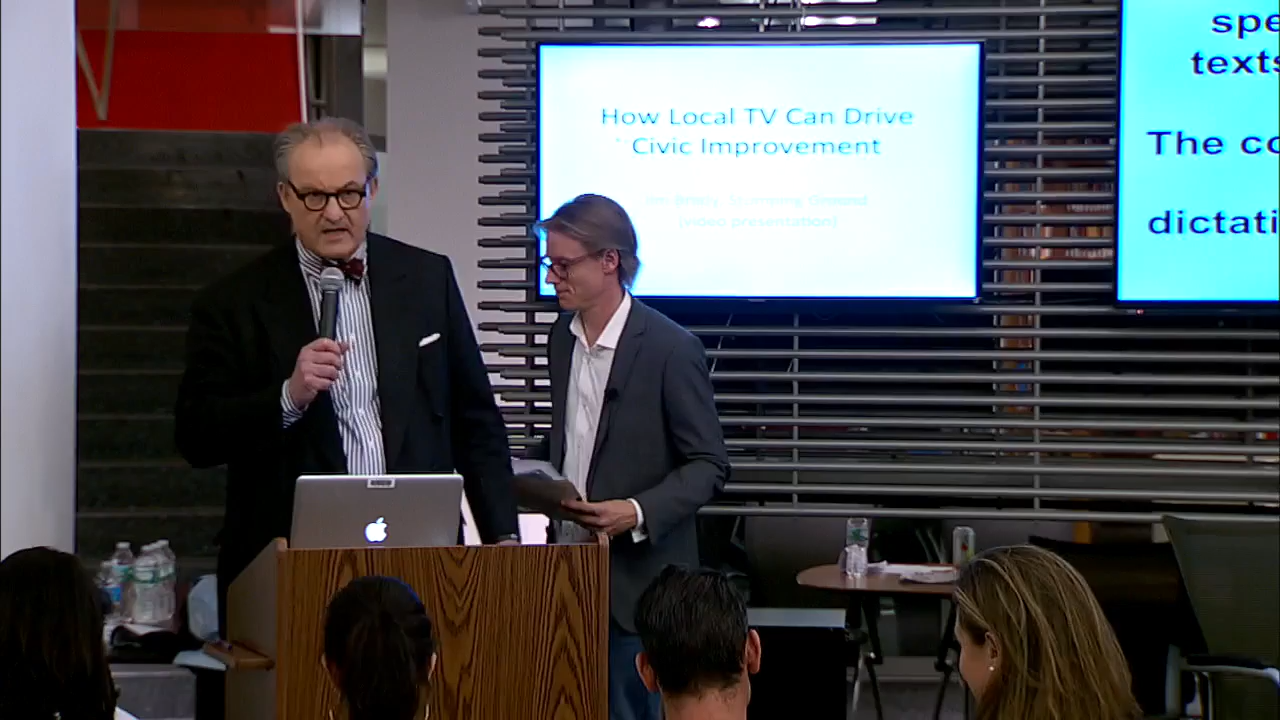 How Local TV Can Drive
Civic Improvement
(video presentation)
spe
texts
The co
dictati